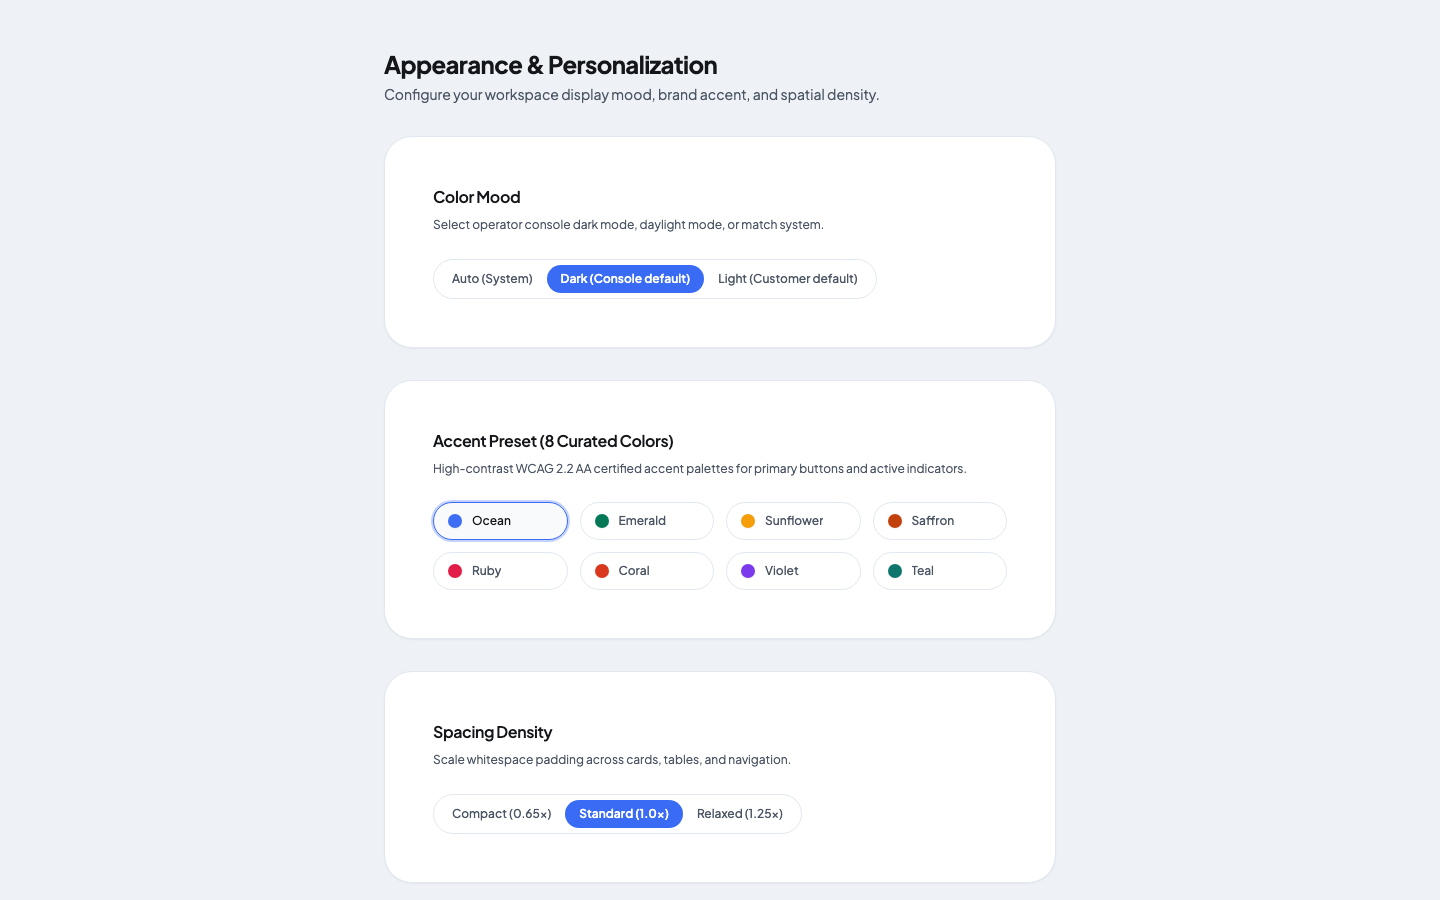 Appearance & Personalization
Configure your workspace display mood, brand accent, and spatial density.
Color Mood
Select operator console dark mode, daylight mode, or match system.
Auto (System) Dark (Console default) Light (Customer default)
Accent Preset (8 Curated Colors)
High-contrast WCAG 2.2 AA certified accent palettes for primary buttons and active indicators.
Ocean Emerald Sunflower Saffron
Ruby Coral Violet Teal
Spacing Density
Scale whitespace padding across cards, tables, and navigation.
Compact (0.65×) Standard (1.0×) Relaxed (1.25×)